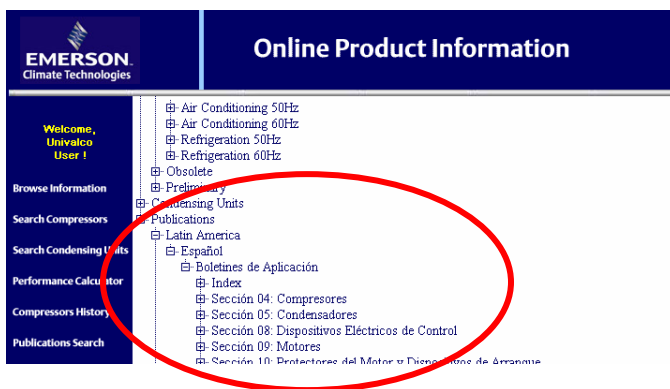 EMERSON
Climate Technologies
Online Product Information
Welcome,
Univalco
User !
Browse Information
Search Compressors
Search Condensing Units
Performance Calculator
Compressors History
Publications Search
Air Conditioning 50Hz
Air Conditioning 60Hz
Refrigeration 50Hz
Refrigeration 60Hz
Obsolete
Preliminary
Condensing Units
Publications
Latin America
Español
Boletines de Aplicación
Index
Sección 04: Compresores
Sección 05: Condensadores
Sección 08: Dispositivos Eléctricos de Control
Sección 09: Motores
Sección 10: Protectores del Motor y Dispositivos de Arranque